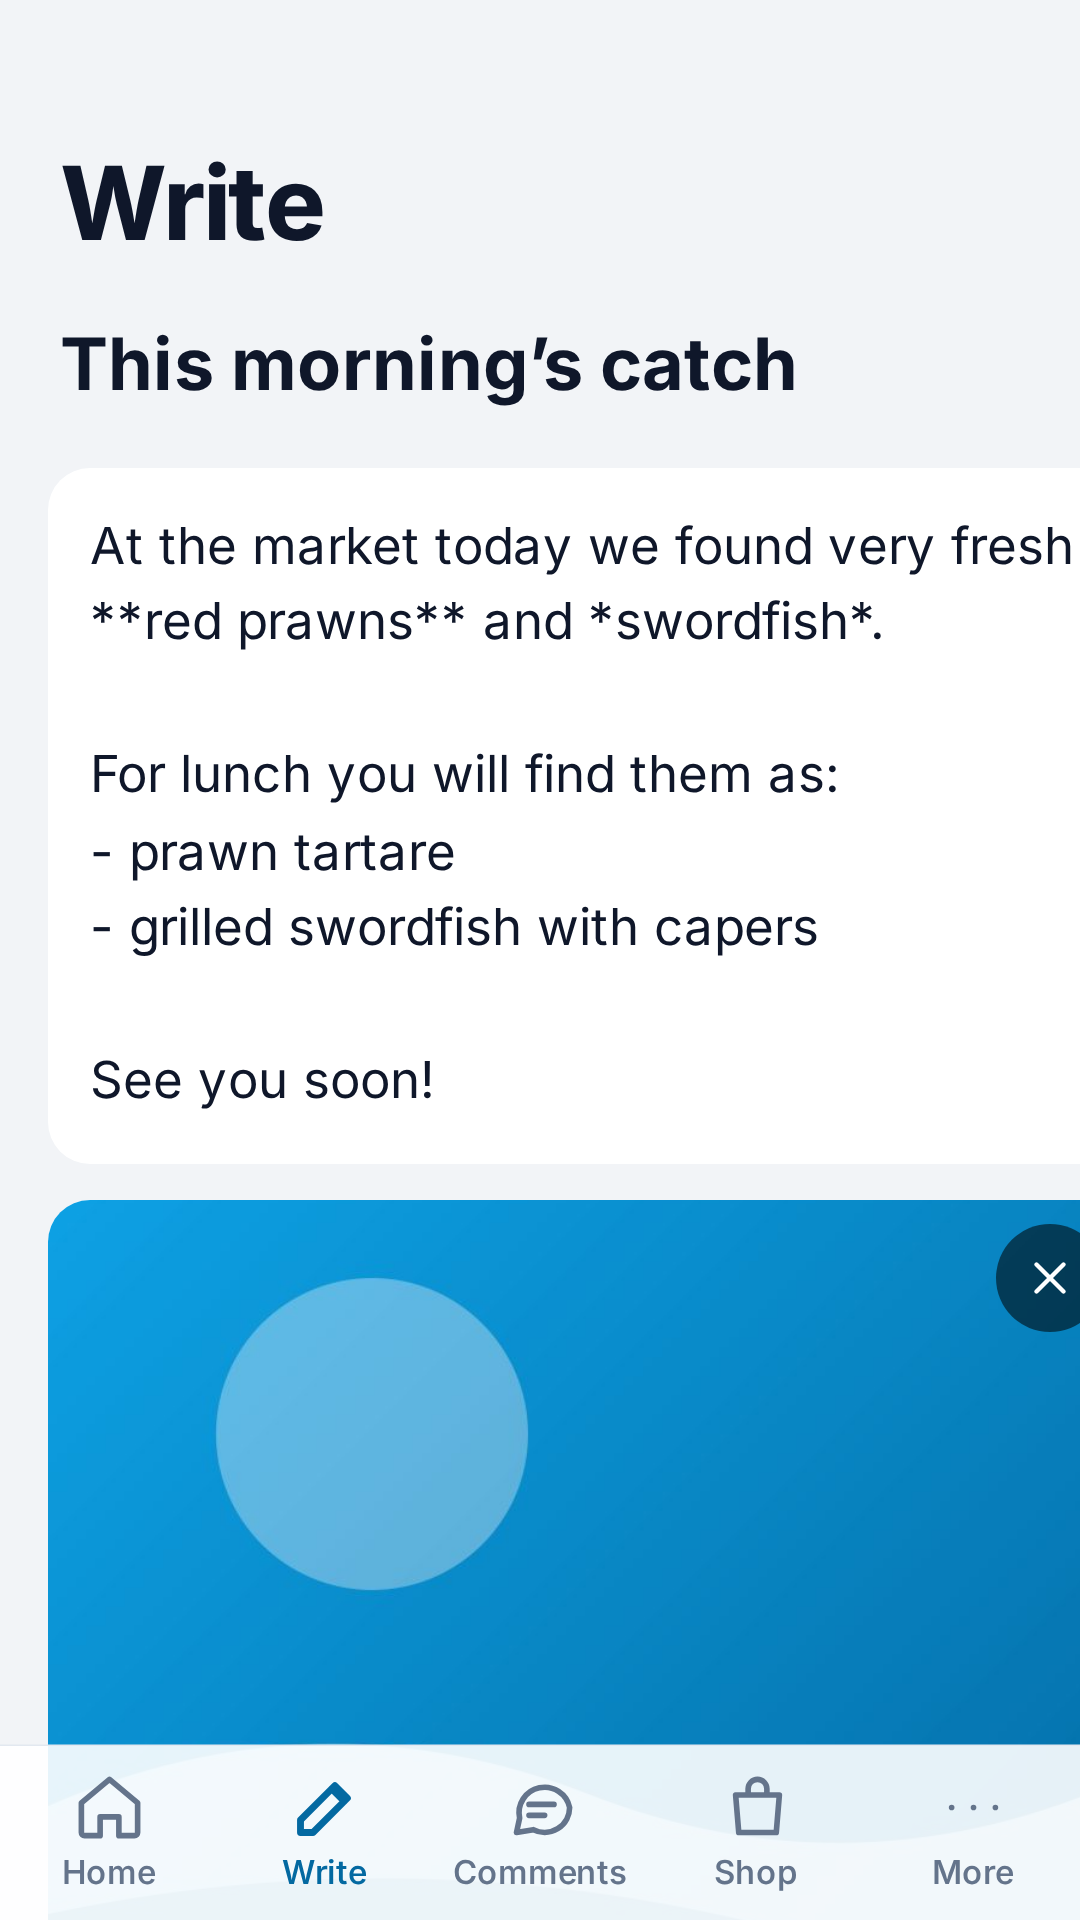 Write
This morning’s catch
At the market today we found very fresh
**red prawns** and *swordfish*.
For lunch you will find them as:
- prawn tartare
- grilled swordfish with capers
See you soon!
Home
Write
Comments
Shop
More